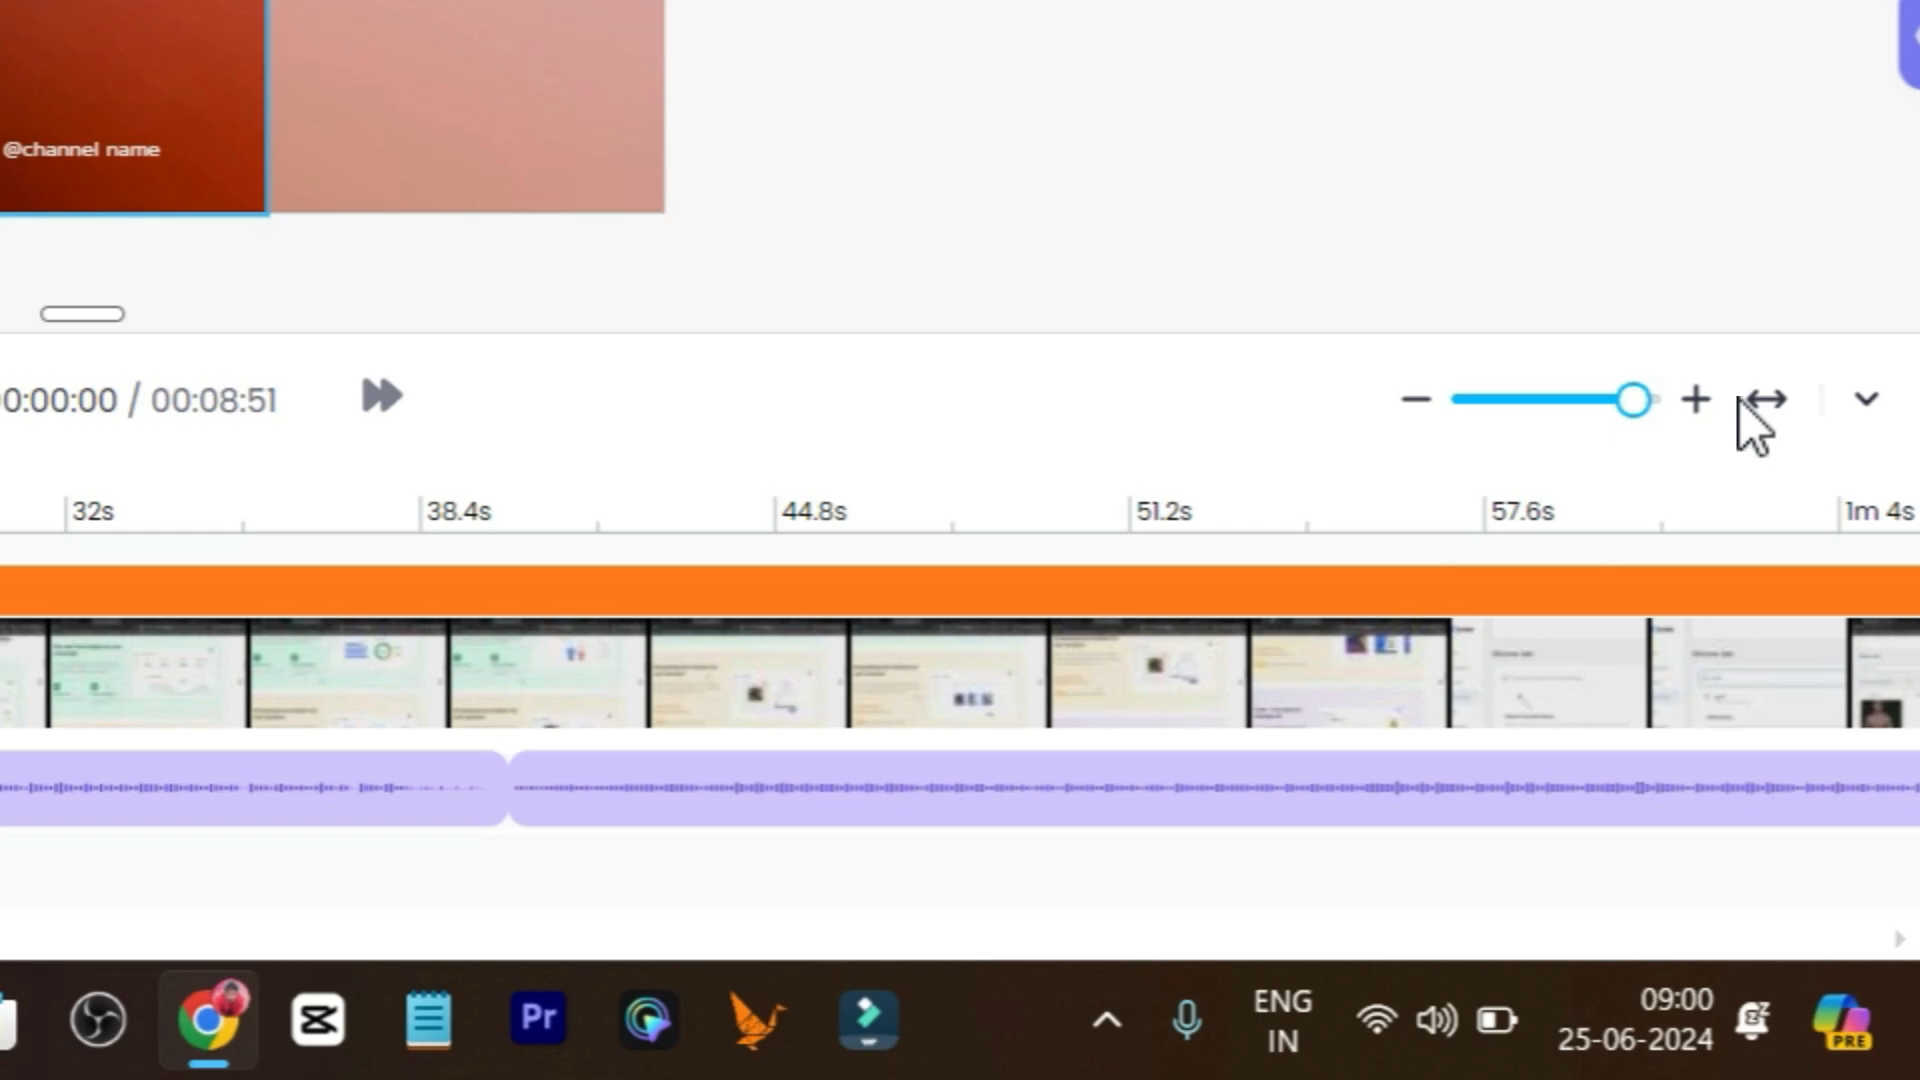 @channel name
0:00:00 / 00:08:51
32s 38.4s 44.8s 51.2s 57.6s 1m 4s
Pr
ENG
IN
09:00
25-06-2024
PRE